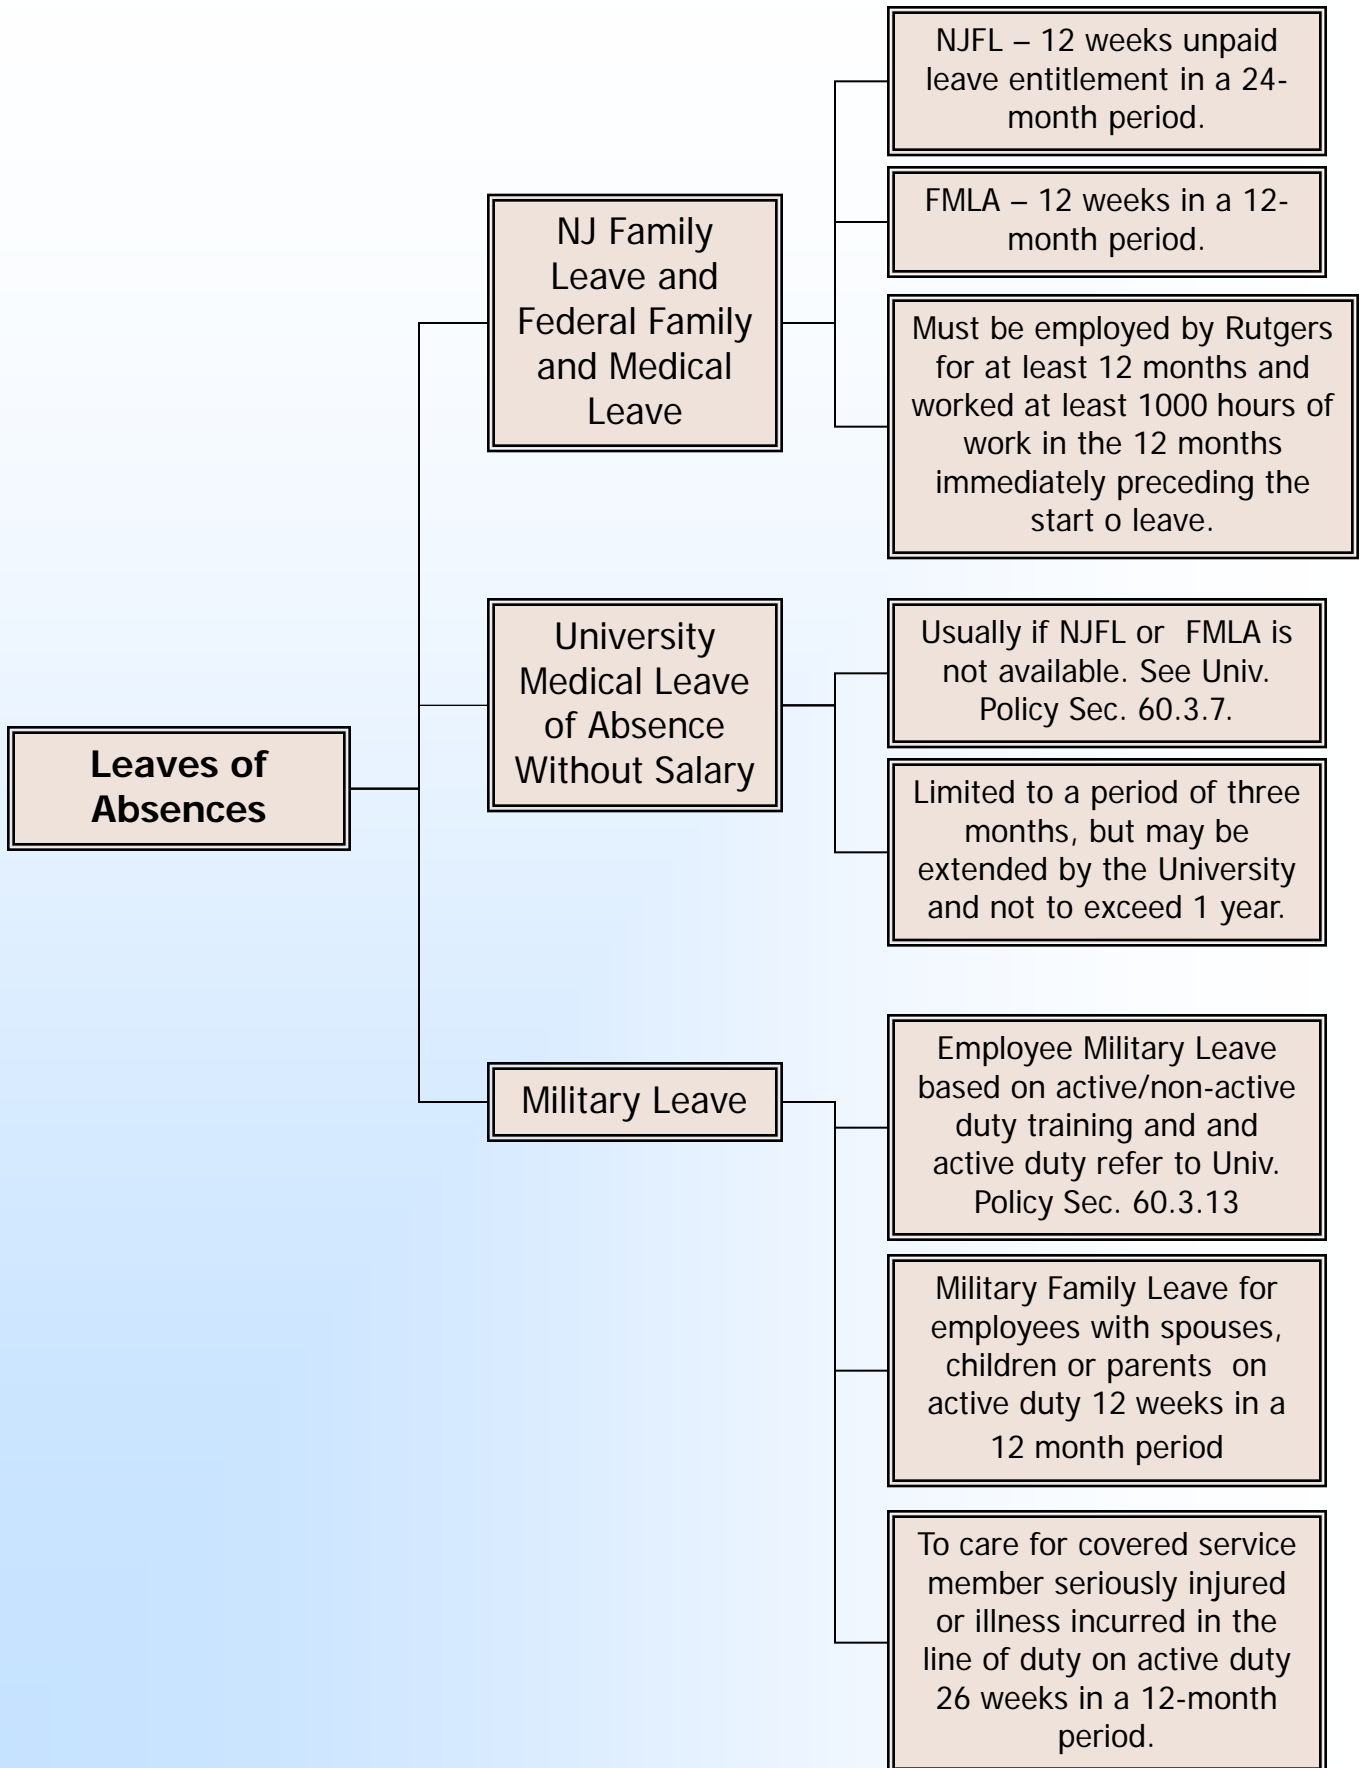 Leaves of
Absences
NJ Family
Leave and
Federal Family
and Medical
Leave
NJFL – 12 weeks unpaid
leave entitlement in a 24-
month period.
FMLA – 12 weeks in a 12-
month period.
Must be employed by Rutgers
for at least 12 months and
worked at least 1000 hours of
work in the 12 months
immediately preceding the
start o leave.
University
Medical Leave
of Absence
Without Salary
Usually if NJFL or  FMLA is
not available. See Univ.
Policy Sec. 60.3.7.
Limited to a period of three
months, but may be
extended by the University
and not to exceed 1 year.
Military Leave
Employee Military Leave
based on active/non-active
duty training and and
active duty refer to Univ.
Policy Sec. 60.3.13
Military Family Leave for
employees with spouses,
children or parents  on
active duty 12 weeks in a
12 month period
To care for covered service
member seriously injured
or illness incurred in the
line of duty on active duty
26 weeks in a 12-month
period.